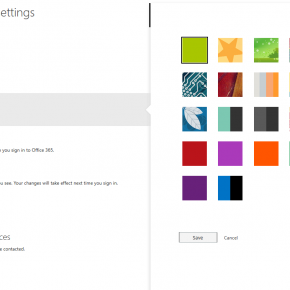 ettings
you sign in to Office 365.
ou see. Your changes will take effect next time you sign in.
ces
e contacted.
Save
Cancel